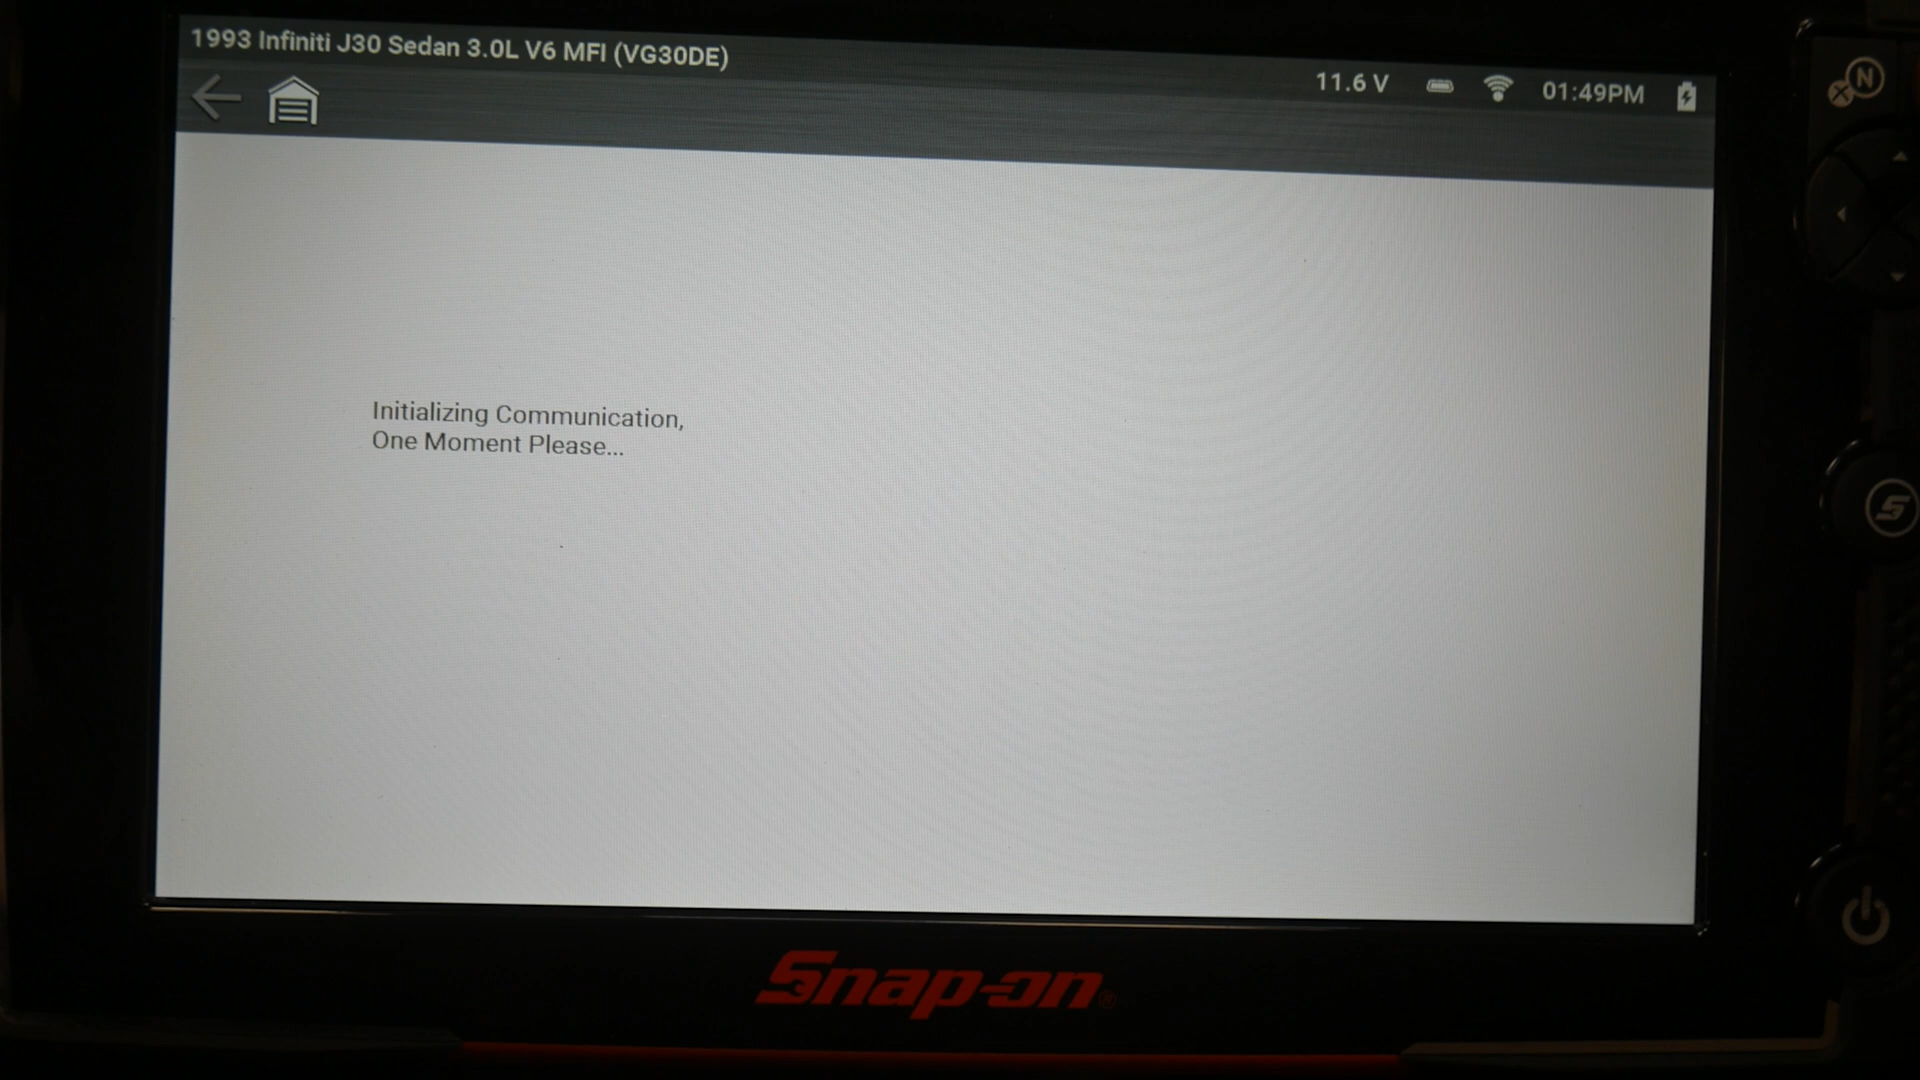 1993 Infiniti J30 Sedan 3.0L V6 MFI (VG30DE)
11.6 V 01:49PM
N
X
Initializing Communication,
One Moment Please...
S
Snap-on®